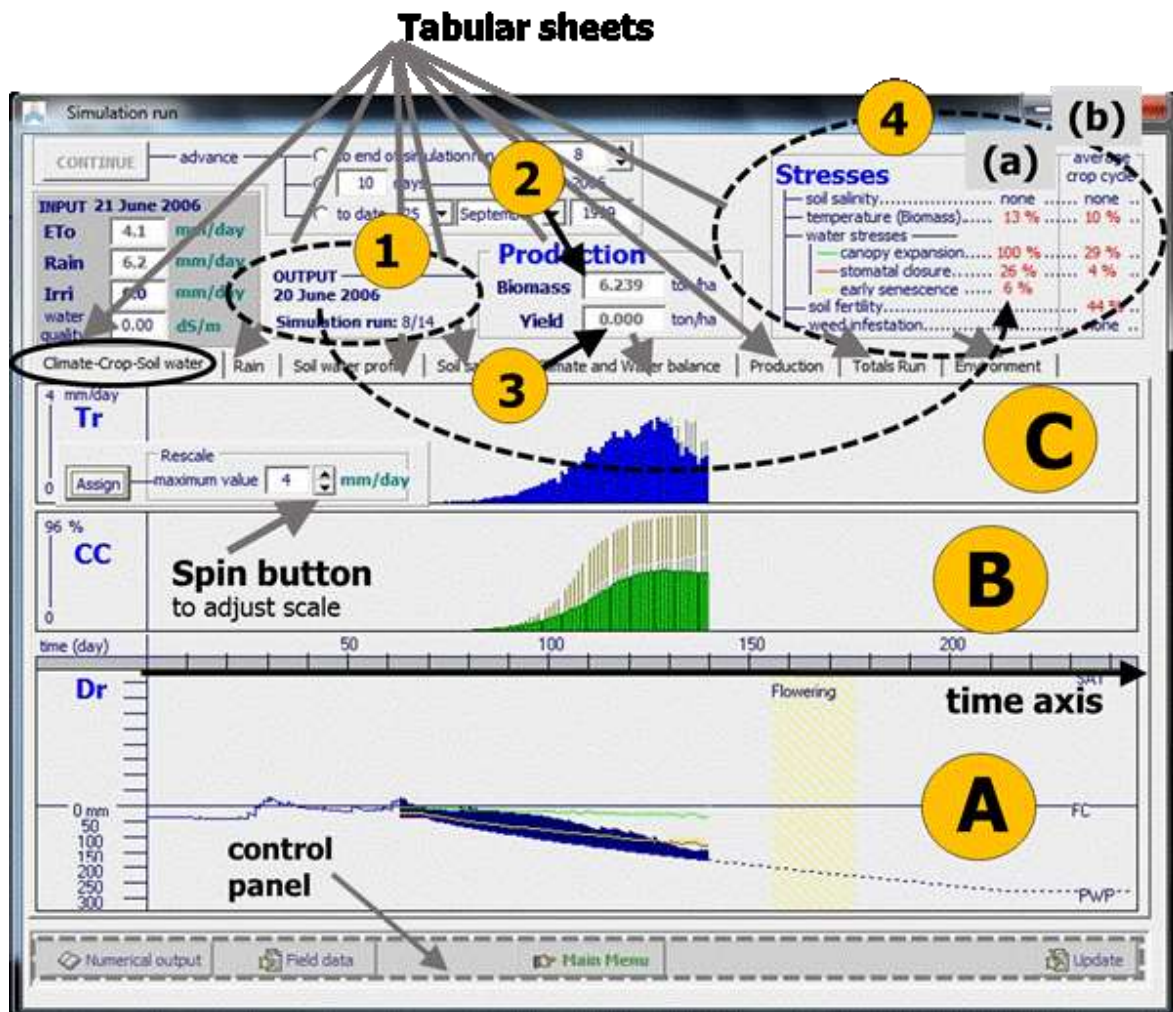 Tabular sheets
Simulation run
4
(b)
(a)
CONTINUE
advance
to end of simulation run
8
10
2006
to date
25
1999
2
Stresses
average
crop cycle
soil salinity
none
none
temperature (Biomass)
13 %
10 %
water stresses
canopy expansion
100 %
29 %
stomatal closure
26 %
4 %
early senescence
6 %
soil fertility
44 %
weed infestation
none
INPUT 21 June 2006
ETo
4.1
mm/day
Rain
6.2
mm/day
Irri
mm/day
water
quality
0.00
dS/m
1
OUTPUT
20 June 2006
Simulation run: 8/14
Production
Biomass
6.239
ton/ha
Yield
0.000
ton/ha
3
Climate-Crop-Soil water
Rain
Soil water
Soil
and Water balance
Production
Totals Run
Environment
4 mm/day
Tr
0
Rescale
Assign
maximum value
4
mm/day
C
96 %
CC
0
Spin button
to adjust scale
B
time (day)
50
100
150
200
Dr
Flowering
SAT
time axis
0 mm
50
100
150
200
250
300
FC
A
PWP
control
panel
Numerical output
Field data
Main Menu
Update